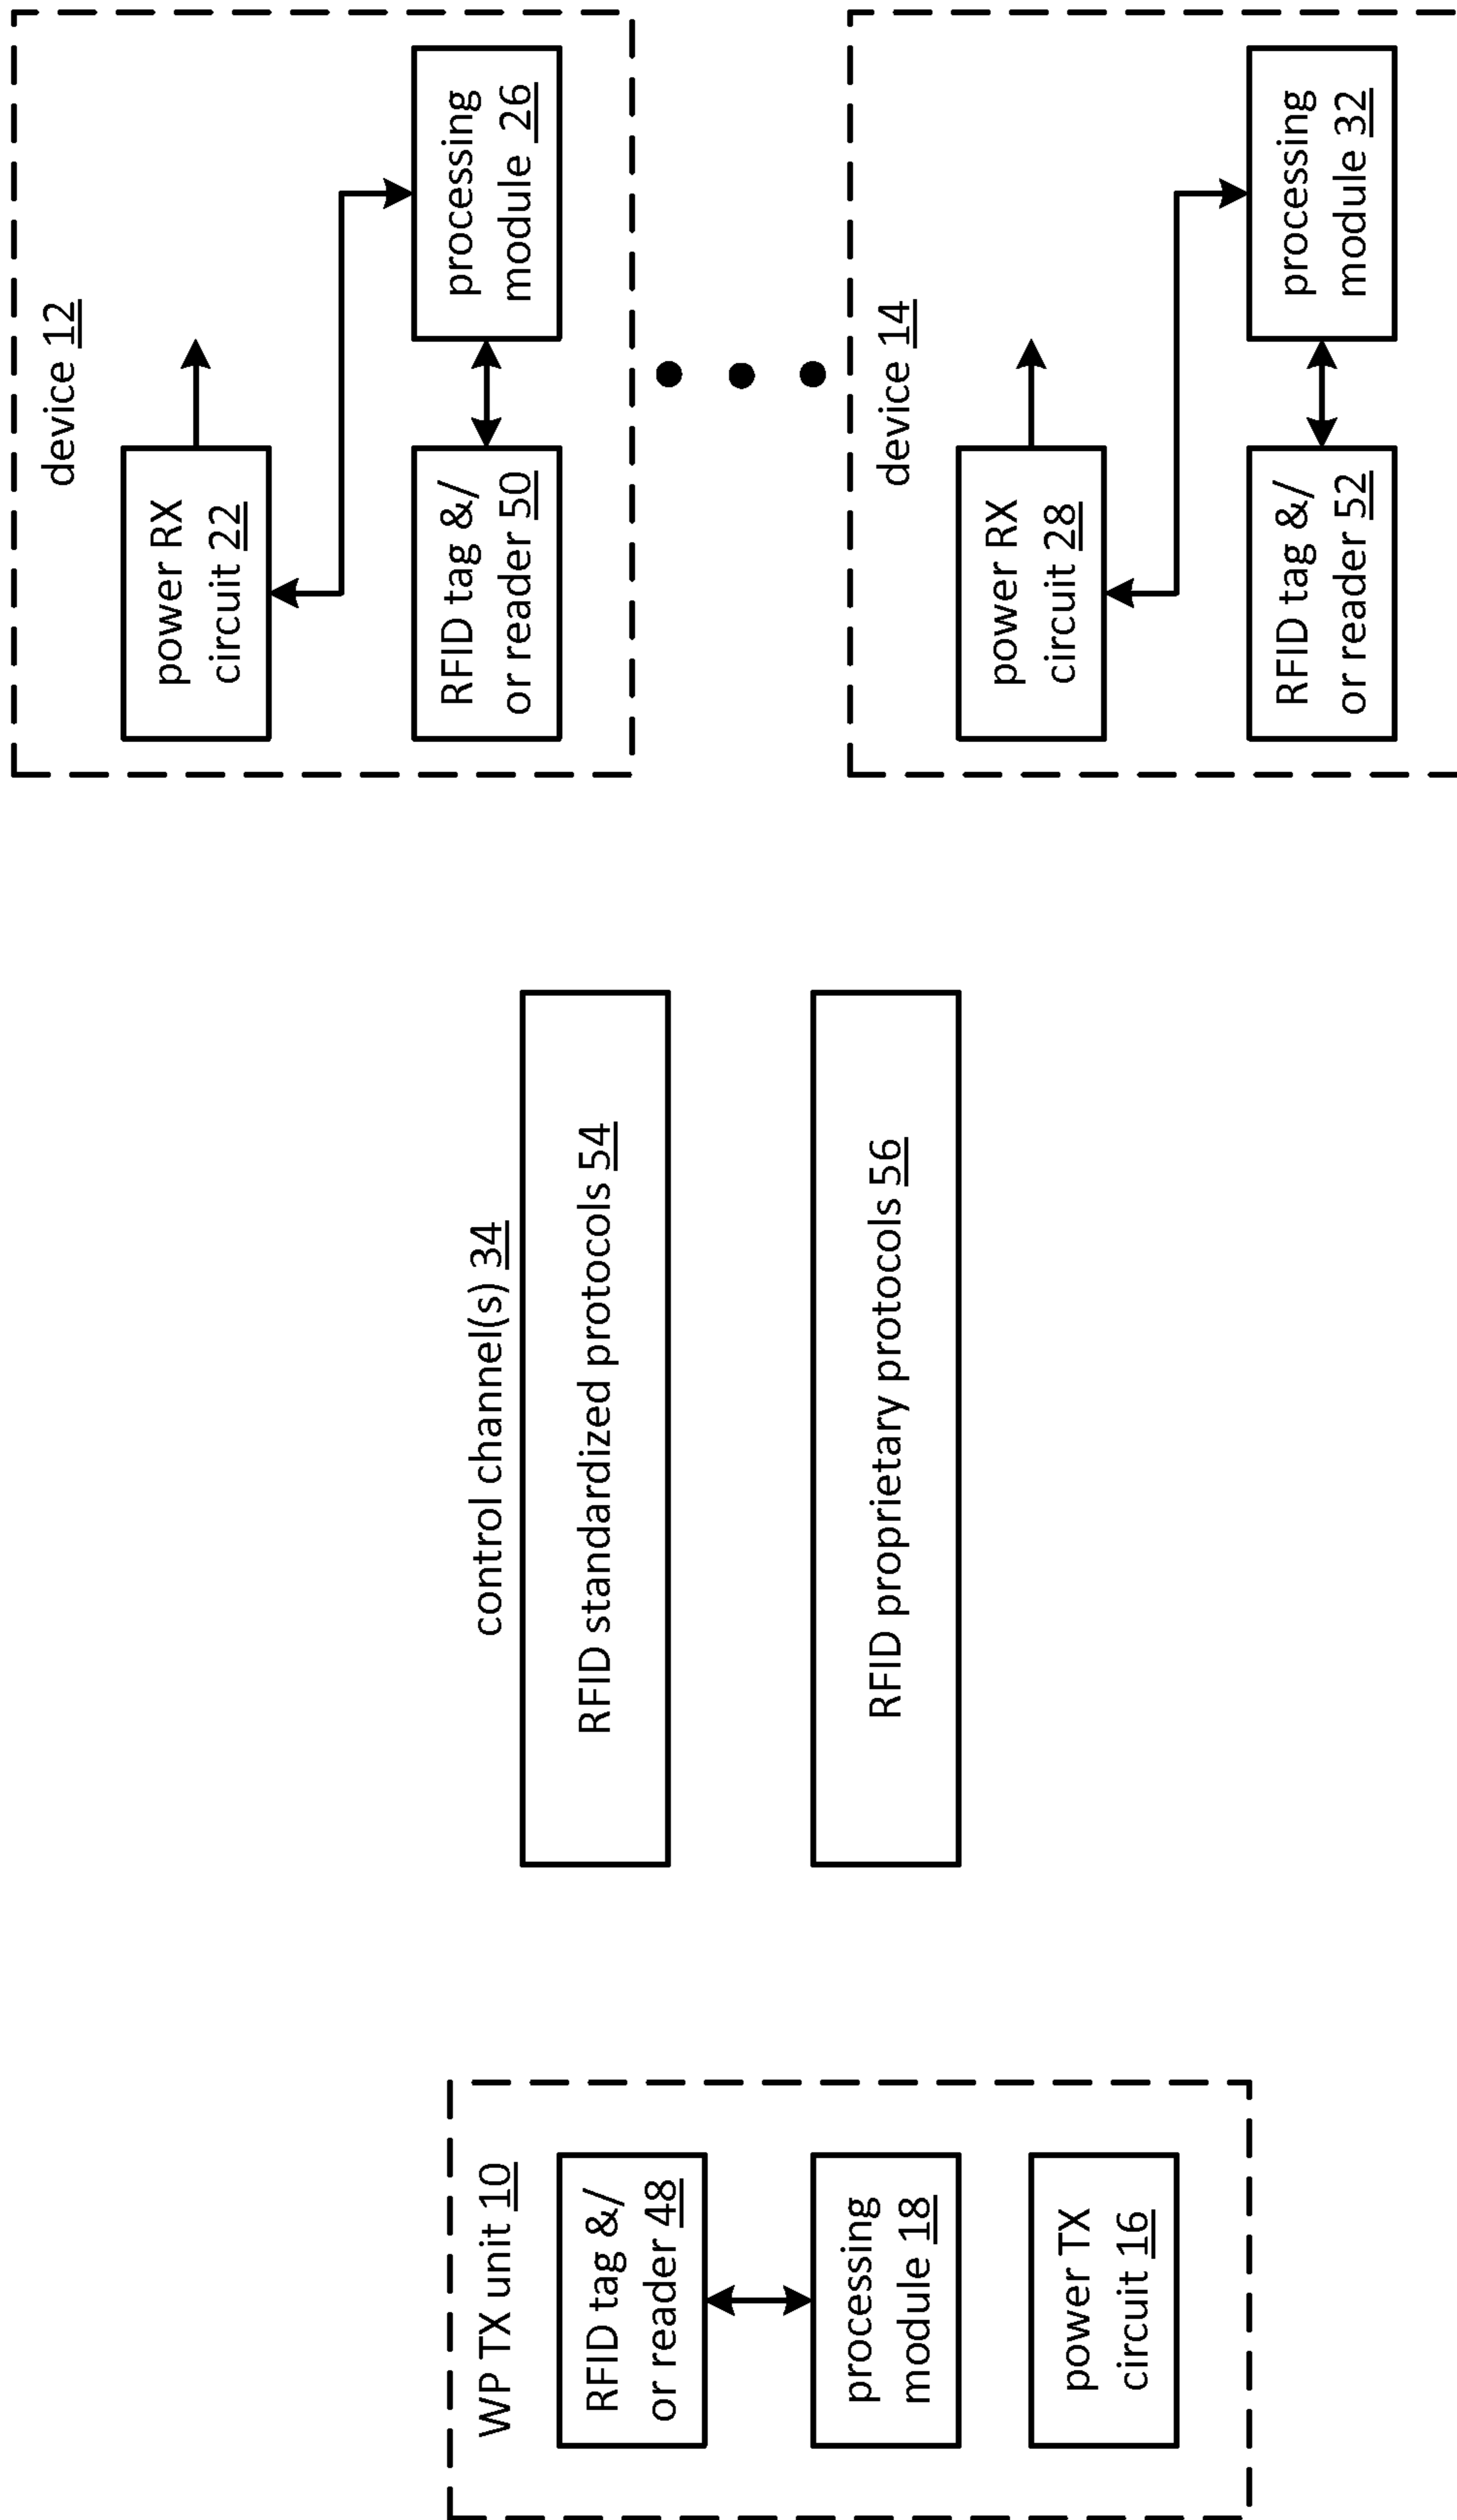 WP TX unit 10
RFID tag &/
or reader 48
processing
module 18
power TX
circuit 16
control channel(s) 34
RFID standardized protocols 54
RFID proprietary protocols 56
device 12
power RX
circuit 22
RFID tag &/
or reader 50
processing
module 26
device 14
power RX
circuit 28
RFID tag &/
or reader 52
processing
module 32